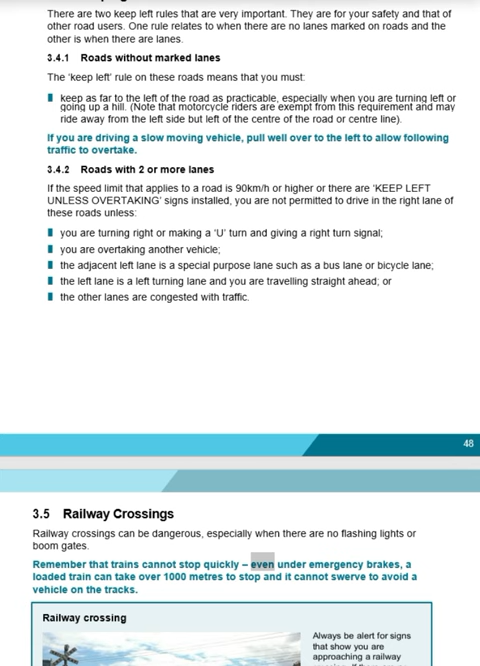 There are two keep left rules that are very important. They are for your safety and that of
other road users. One rule relates to when there are no lanes marked on roads and the
other is when there are lanes.
3.4.1 Roads without marked lanes
The 'keep left' rule on these roads means that you must:
keep as far to the left of the road as practicable, especially when you are turning left or
going up a hill. (Note that motorcycle riders are exempt from this requirement and may
ride away from the left side but left of the centre of the road or centre line).
If you are driving a slow moving vehicle, pull well over to the left to allow following
traffic to overtake.
3.4.2 Roads with 2 or more lanes
If the speed limit that applies to a road is 90km/h or higher or there are 'KEEP LEFT
UNLESS OVERTAKING' signs installed, you are not permitted to drive in the right lane of
these roads unless:
you are turning right or making a 'U' turn and giving a right turn signal;
you are overtaking another vehicle;
the adjacent left lane is a special purpose lane such as a bus lane or bicycle lane;
the left lane is a left turning lane and you are travelling straight ahead; or
the other lanes are congested with traffic.
48
3.5 Railway Crossings
Railway crossings can be dangerous, especially when there are no flashing lights or
boom gates.
Remember that trains cannot stop quickly – even under emergency brakes, a
loaded train can take over 1000 metres to stop and it cannot swerve to avoid a
vehicle on the tracks.
Railway crossing
Always be alert for signs
that show you are
approaching a railway